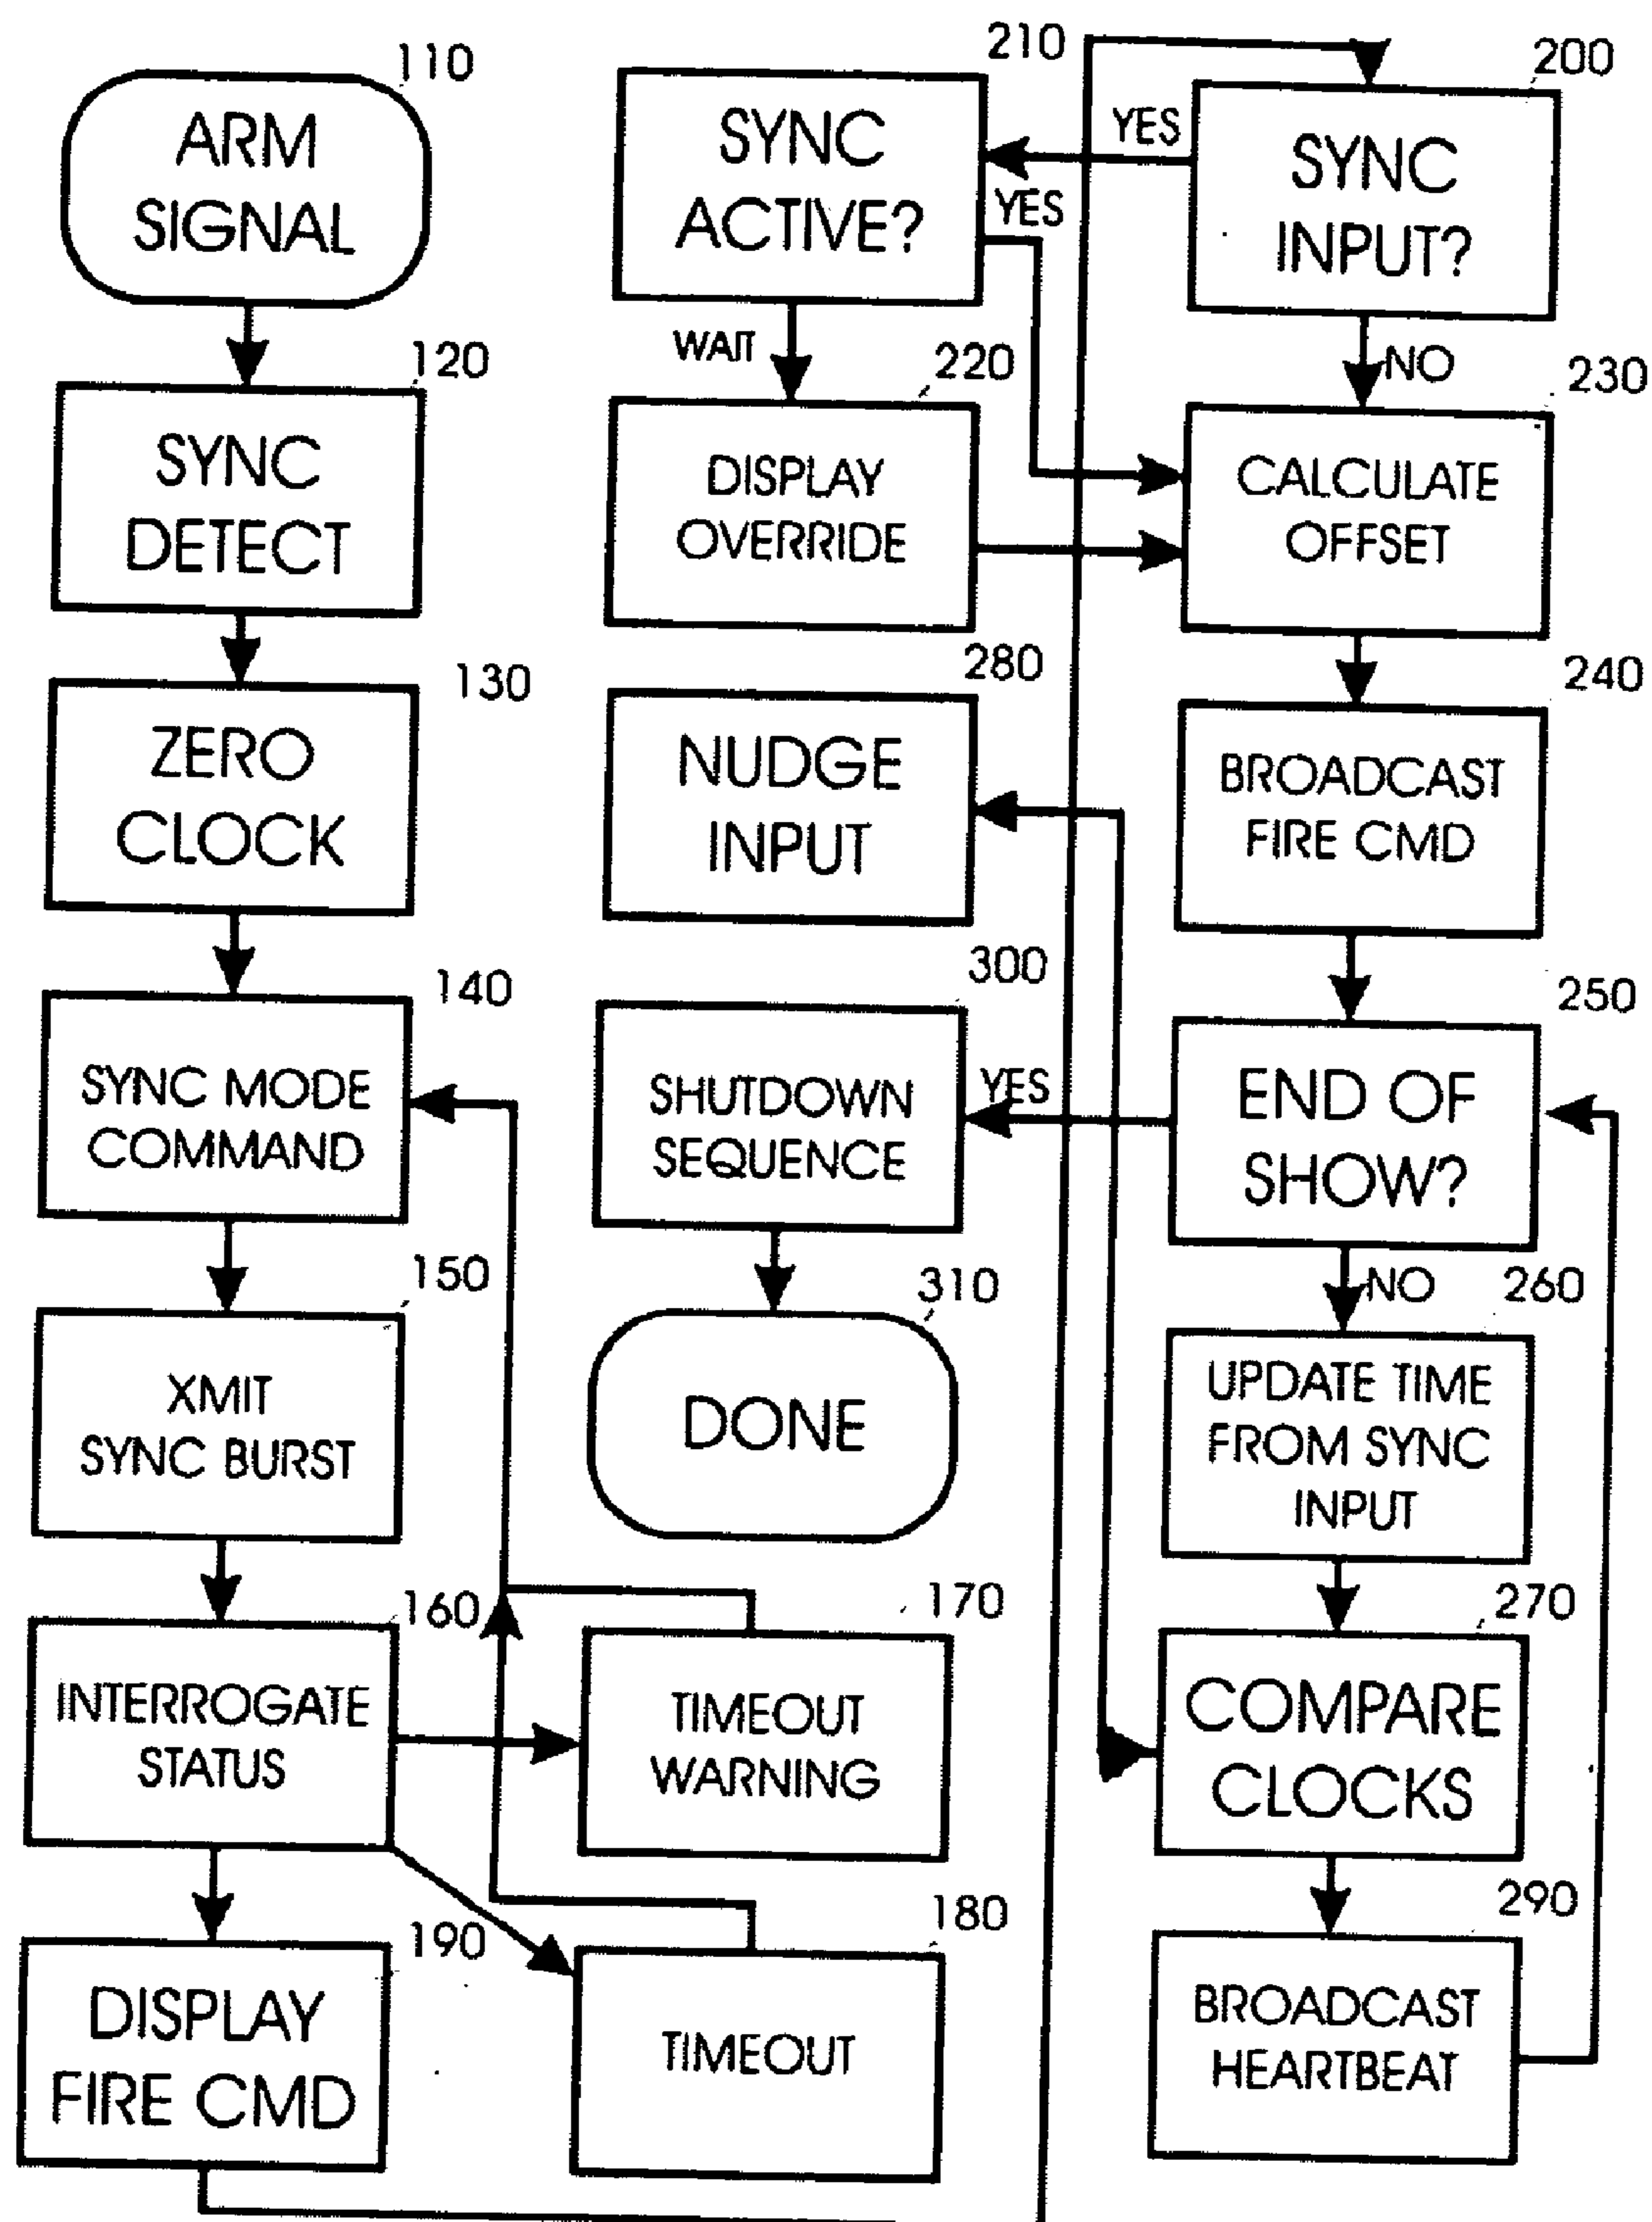 110
ARM
SIGNAL
120
SYNC
DETECT
130
ZERO
CLOCK
140
SYNC MODE
COMMAND
150
XMIT
SYNC BURST
160
INTERROGATE
STATUS
170
TIMEOUT
WARNING
180
TIMEOUT
190
DISPLAY
FIRE CMD
200
SYNC
INPUT?
YES
NO
210
SYNC
ACTIVE?
YES
WAIT
220
DISPLAY
OVERRIDE
230
CALCULATE
OFFSET
240
BROADCAST
FIRE CMD
250
END OF
SHOW?
YES
NO
260
UPDATE TIME
FROM SYNC
INPUT
270
COMPARE
CLOCKS
280
NUDGE
INPUT
290
BROADCAST
HEARTBEAT
300
SHUTDOWN
SEQUENCE
310
DONE